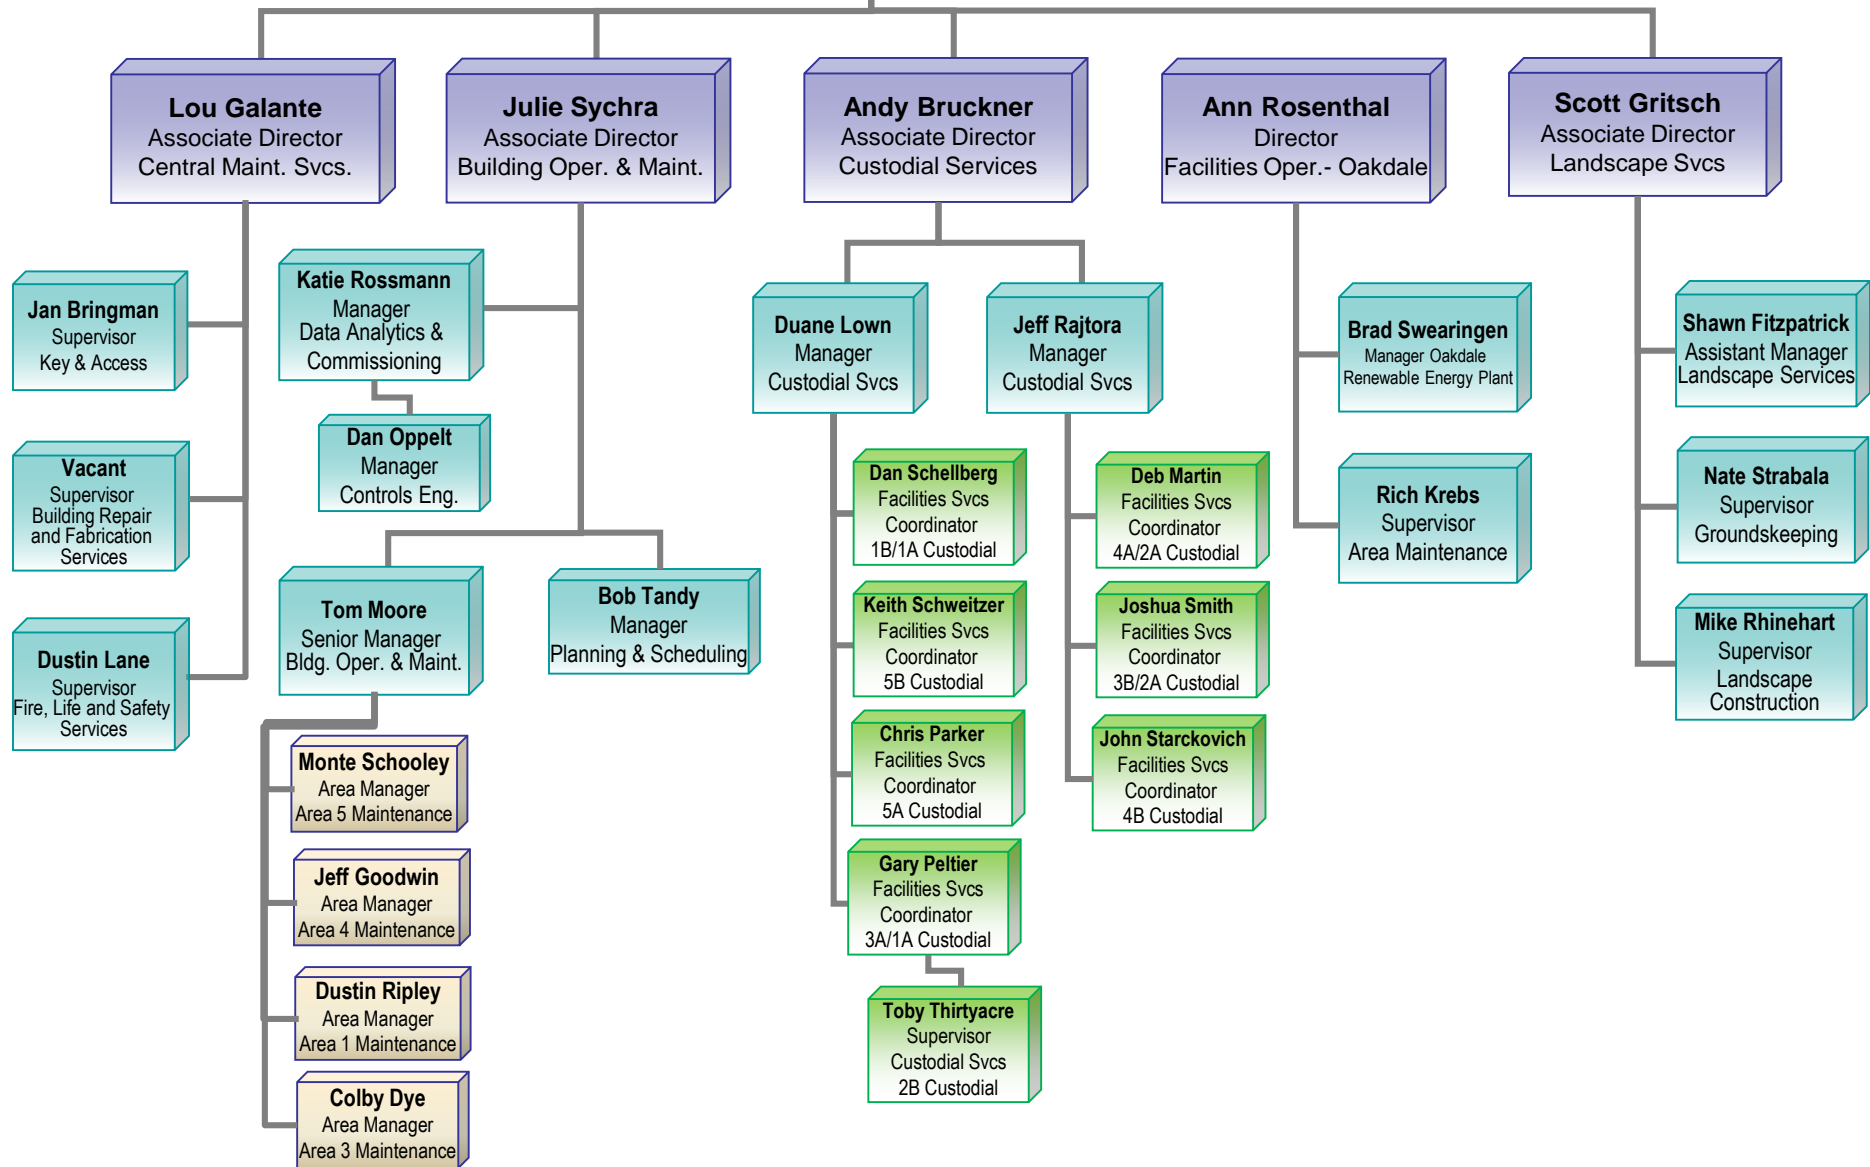 Lou Galante
Associate Director
Central Maint. Svcs.
Julie Sychra
Associate Director
Building Oper. & Maint.
Andy Bruckner
Associate Director
Custodial Services
Ann Rosenthal
Director
Facilities Oper.- Oakdale
Scott Gritsch
Associate Director
Landscape Svcs
Jan Bringman
Supervisor
Key & Access
Vacant
Supervisor
Building Repair
and Fabrication
Services
Dustin Lane
Supervisor
Fire, Life and Safety
Services
Katie Rossmann
Manager
Data Analytics &
Commissioning
Dan Oppelt
Manager
Controls Eng.
Tom Moore
Senior Manager
Bldg. Oper. & Maint.
Bob Tandy
Manager
Planning & Scheduling
Monte Schooley
Area Manager
Area 5 Maintenance
Jeff Goodwin
Area Manager
Area 4 Maintenance
Dustin Ripley
Area Manager
Area 1 Maintenance
Colby Dye
Area Manager
Area 3 Maintenance
Duane Lown
Manager
Custodial Svcs
Dan Schellberg
Facilities Svcs
Coordinator
1B/1A Custodial
Keith Schweitzer
Facilities Svcs
Coordinator
5B Custodial
Chris Parker
Facilities Svcs
Coordinator
5A Custodial
Gary Peltier
Facilities Svcs
Coordinator
3A/1A Custodial
Toby Thirtyacre
Supervisor
Custodial Svcs
2B Custodial
Jeff Rajtora
Manager
Custodial Svcs
Deb Martin
Facilities Svcs
Coordinator
4A/2A Custodial
Joshua Smith
Facilities Svcs
Coordinator
3B/2A Custodial
John Starckovich
Facilities Svcs
Coordinator
4B Custodial
Brad Swearingen
Manager Oakdale
Renewable Energy Plant
Rich Krebs
Supervisor
Area Maintenance
Shawn Fitzpatrick
Assistant Manager
Landscape Services
Nate Strabala
Supervisor
Groundskeeping
Mike Rhinehart
Supervisor
Landscape
Construction